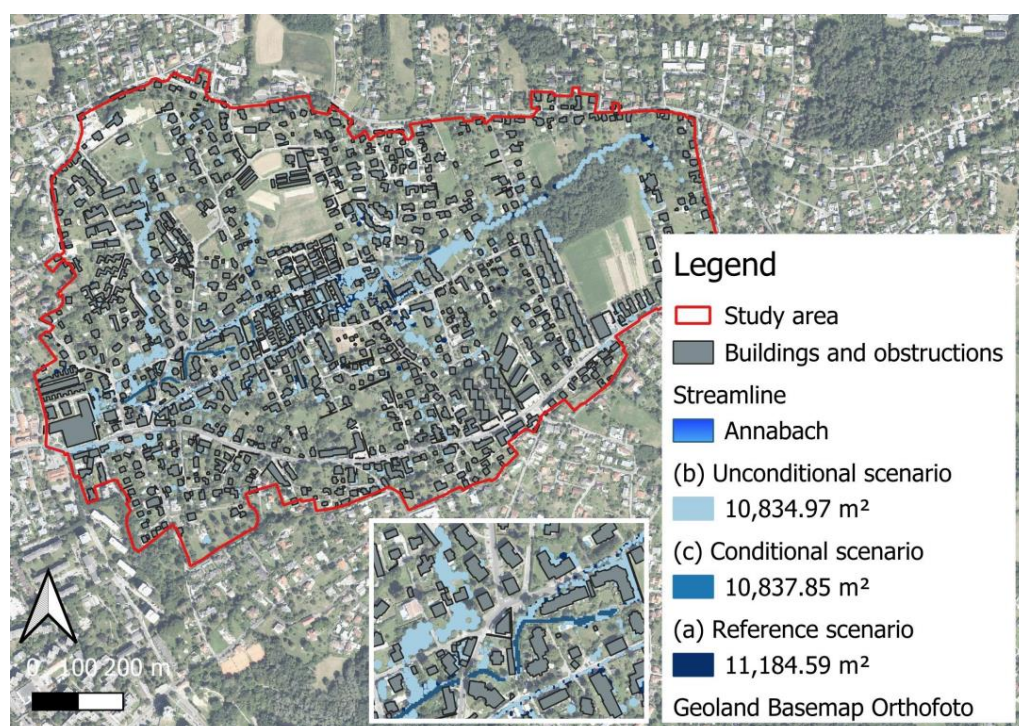 Legend
Study area
Buildings and obstructions
Streamline
Annabach
(b) Unconditional scenario
10,834.97 m²
(c) Conditional scenario
10,837.85 m²
(a) Reference scenario
11,184.59 m²
Geoland Basemap Orthofoto
0 100 200 m